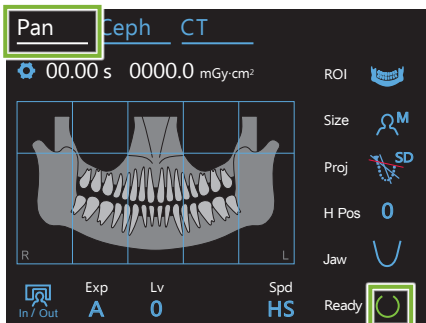 Pan Ceph CT
00.00 s 0000.0 mGy·cm²
ROI
Size M
Proj SD
H Pos 0
R L
Jaw
In / Out
Exp Lv Spd
A 0 HS
Ready